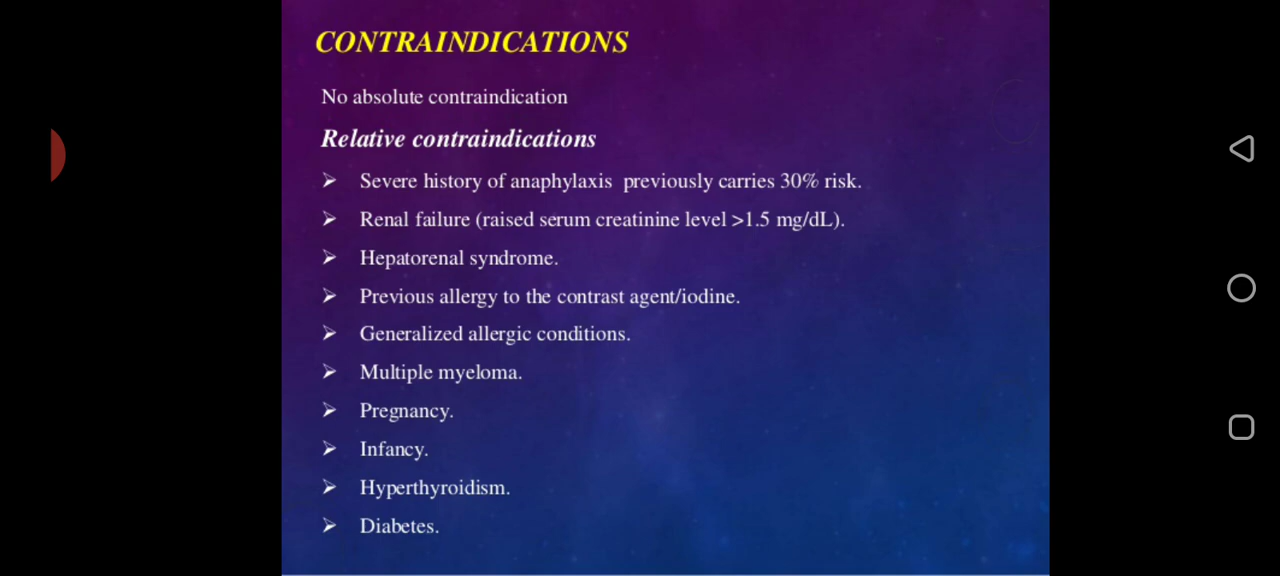 CONTRAINDICATIONS
No absolute contraindication
Relative contraindications
➢ Severe history of anaphylaxis previously carries 30% risk.
➢ Renal failure (raised serum creatinine level >1.5 mg/dL).
➢ Hepatorenal syndrome.
➢ Previous allergy to the contrast agent/iodine.
➢ Generalized allergic conditions.
➢ Multiple myeloma.
➢ Pregnancy.
➢ Infancy.
➢ Hyperthyroidism.
➢ Diabetes.